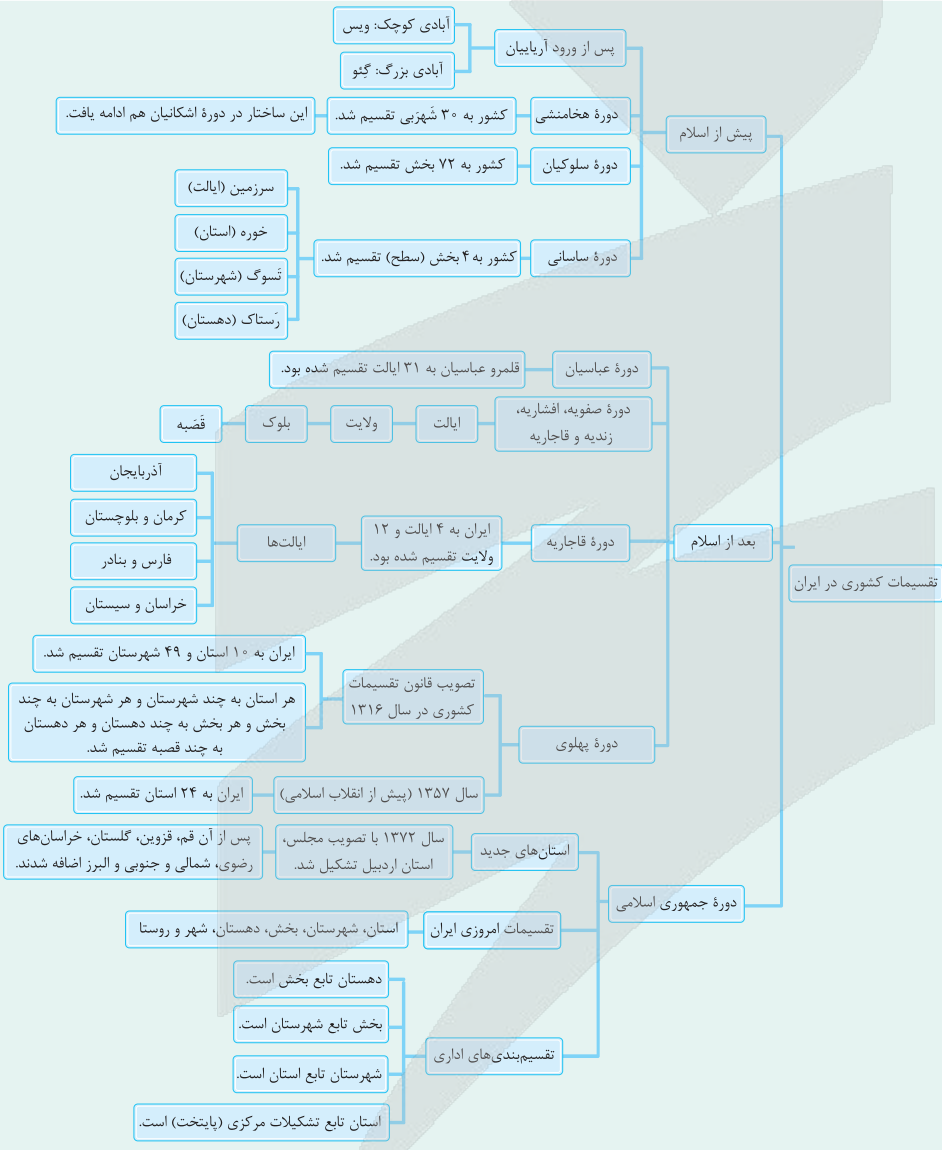 تقسیمات کشوری در ایران
پیش از اسلام
پس از ورود آریاییان
آبادی کوچک: ویس
آبادی بزرگ: گِئو
دورهٔ هخامنشی
کشور به ۳۰ شَهرَبی تقسیم شد.
این ساختار در دورهٔ اشکانیان هم ادامه یافت.
دورهٔ سلوکیان
کشور به ۷۲ بخش تقسیم شد.
دورهٔ ساسانی
کشور به ۴ بخش (سطح) تقسیم شد.
سرزمین (ایالت)
خوره (استان)
تَسوگ (شهرستان)
رَستاک (دهستان)
بعد از اسلام
دورهٔ عباسیان
قلمرو عباسیان به ۳۱ ایالت تقسیم شده بود.
دورهٔ صفویه، افشاریه،
زندیه و قاجاریه
ایالت
ولایت
بلوک
قَصَبه
دورهٔ قاجاریه
ایران به ۴ ایالت و ۱۲
ولایت تقسیم شده بود.
ایالت‌ها
آذربایجان
کرمان و بلوچستان
فارس و بنادر
خراسان و سیستان
دورهٔ پهلوی
تصویب قانون تقسیمات
کشوری در سال ۱۳۱۶
ایران به ۱۰ استان و ۴۹ شهرستان تقسیم شد.
هر استان به چند شهرستان و هر شهرستان به چند
بخش و هر بخش به چند دهستان و هر دهستان
به چند قصبه تقسیم شد.
سال ۱۳۵۷ (پیش از انقلاب اسلامی)
ایران به ۲۴ استان تقسیم شد.
دورهٔ جمهوری اسلامی
استان‌های جدید
سال ۱۳۷۲ با تصویب مجلس،
استان اردبیل تشکیل شد.
پس از آن قم، قزوین، گلستان، خراسان‌های
رضوی، شمالی و جنوبی و البرز اضافه شدند.
تقسیمات امروزی ایران
استان، شهرستان، بخش، دهستان، شهر و روستا
تقسیم‌بندی‌های اداری
دهستان تابع بخش است.
بخش تابع شهرستان است.
شهرستان تابع استان است.
استان تابع تشکیلات مرکزی (پایتخت) است.